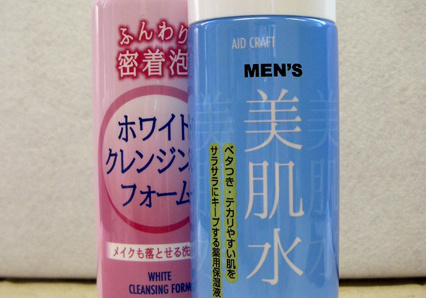 ふんわり
密着泡
ホワイト
クレンジング
フォーム
メイクも落とせる洗
WHITE
CLEANSING FORM
AID CRAFT
MEN'S
美肌水
ベタつき・テカリやすい肌を
サラサラにキープする薬用保湿液